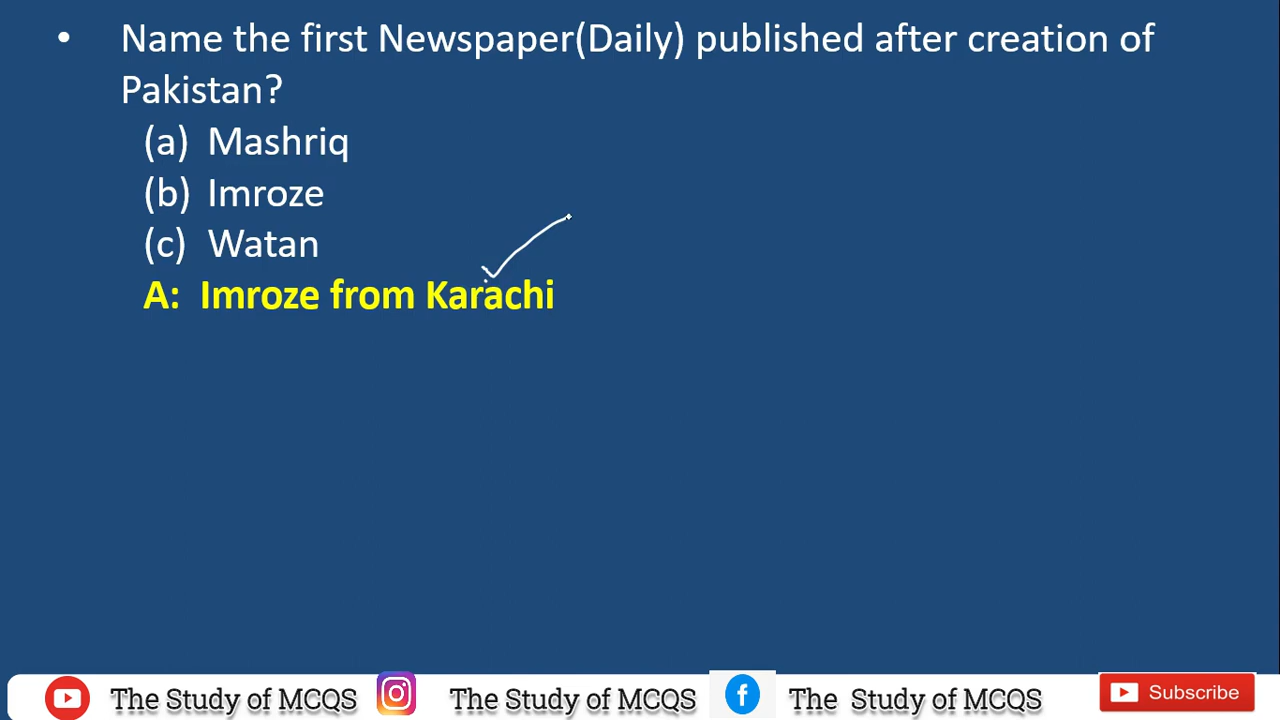 • Name the first Newspaper(Daily) published after creation of
Pakistan?
(a) Mashriq
(b) Imroze
(c) Watan
A: Imroze from Karachi
The Study of MCQS The Study of MCQS The Study of MCQS Subscribe